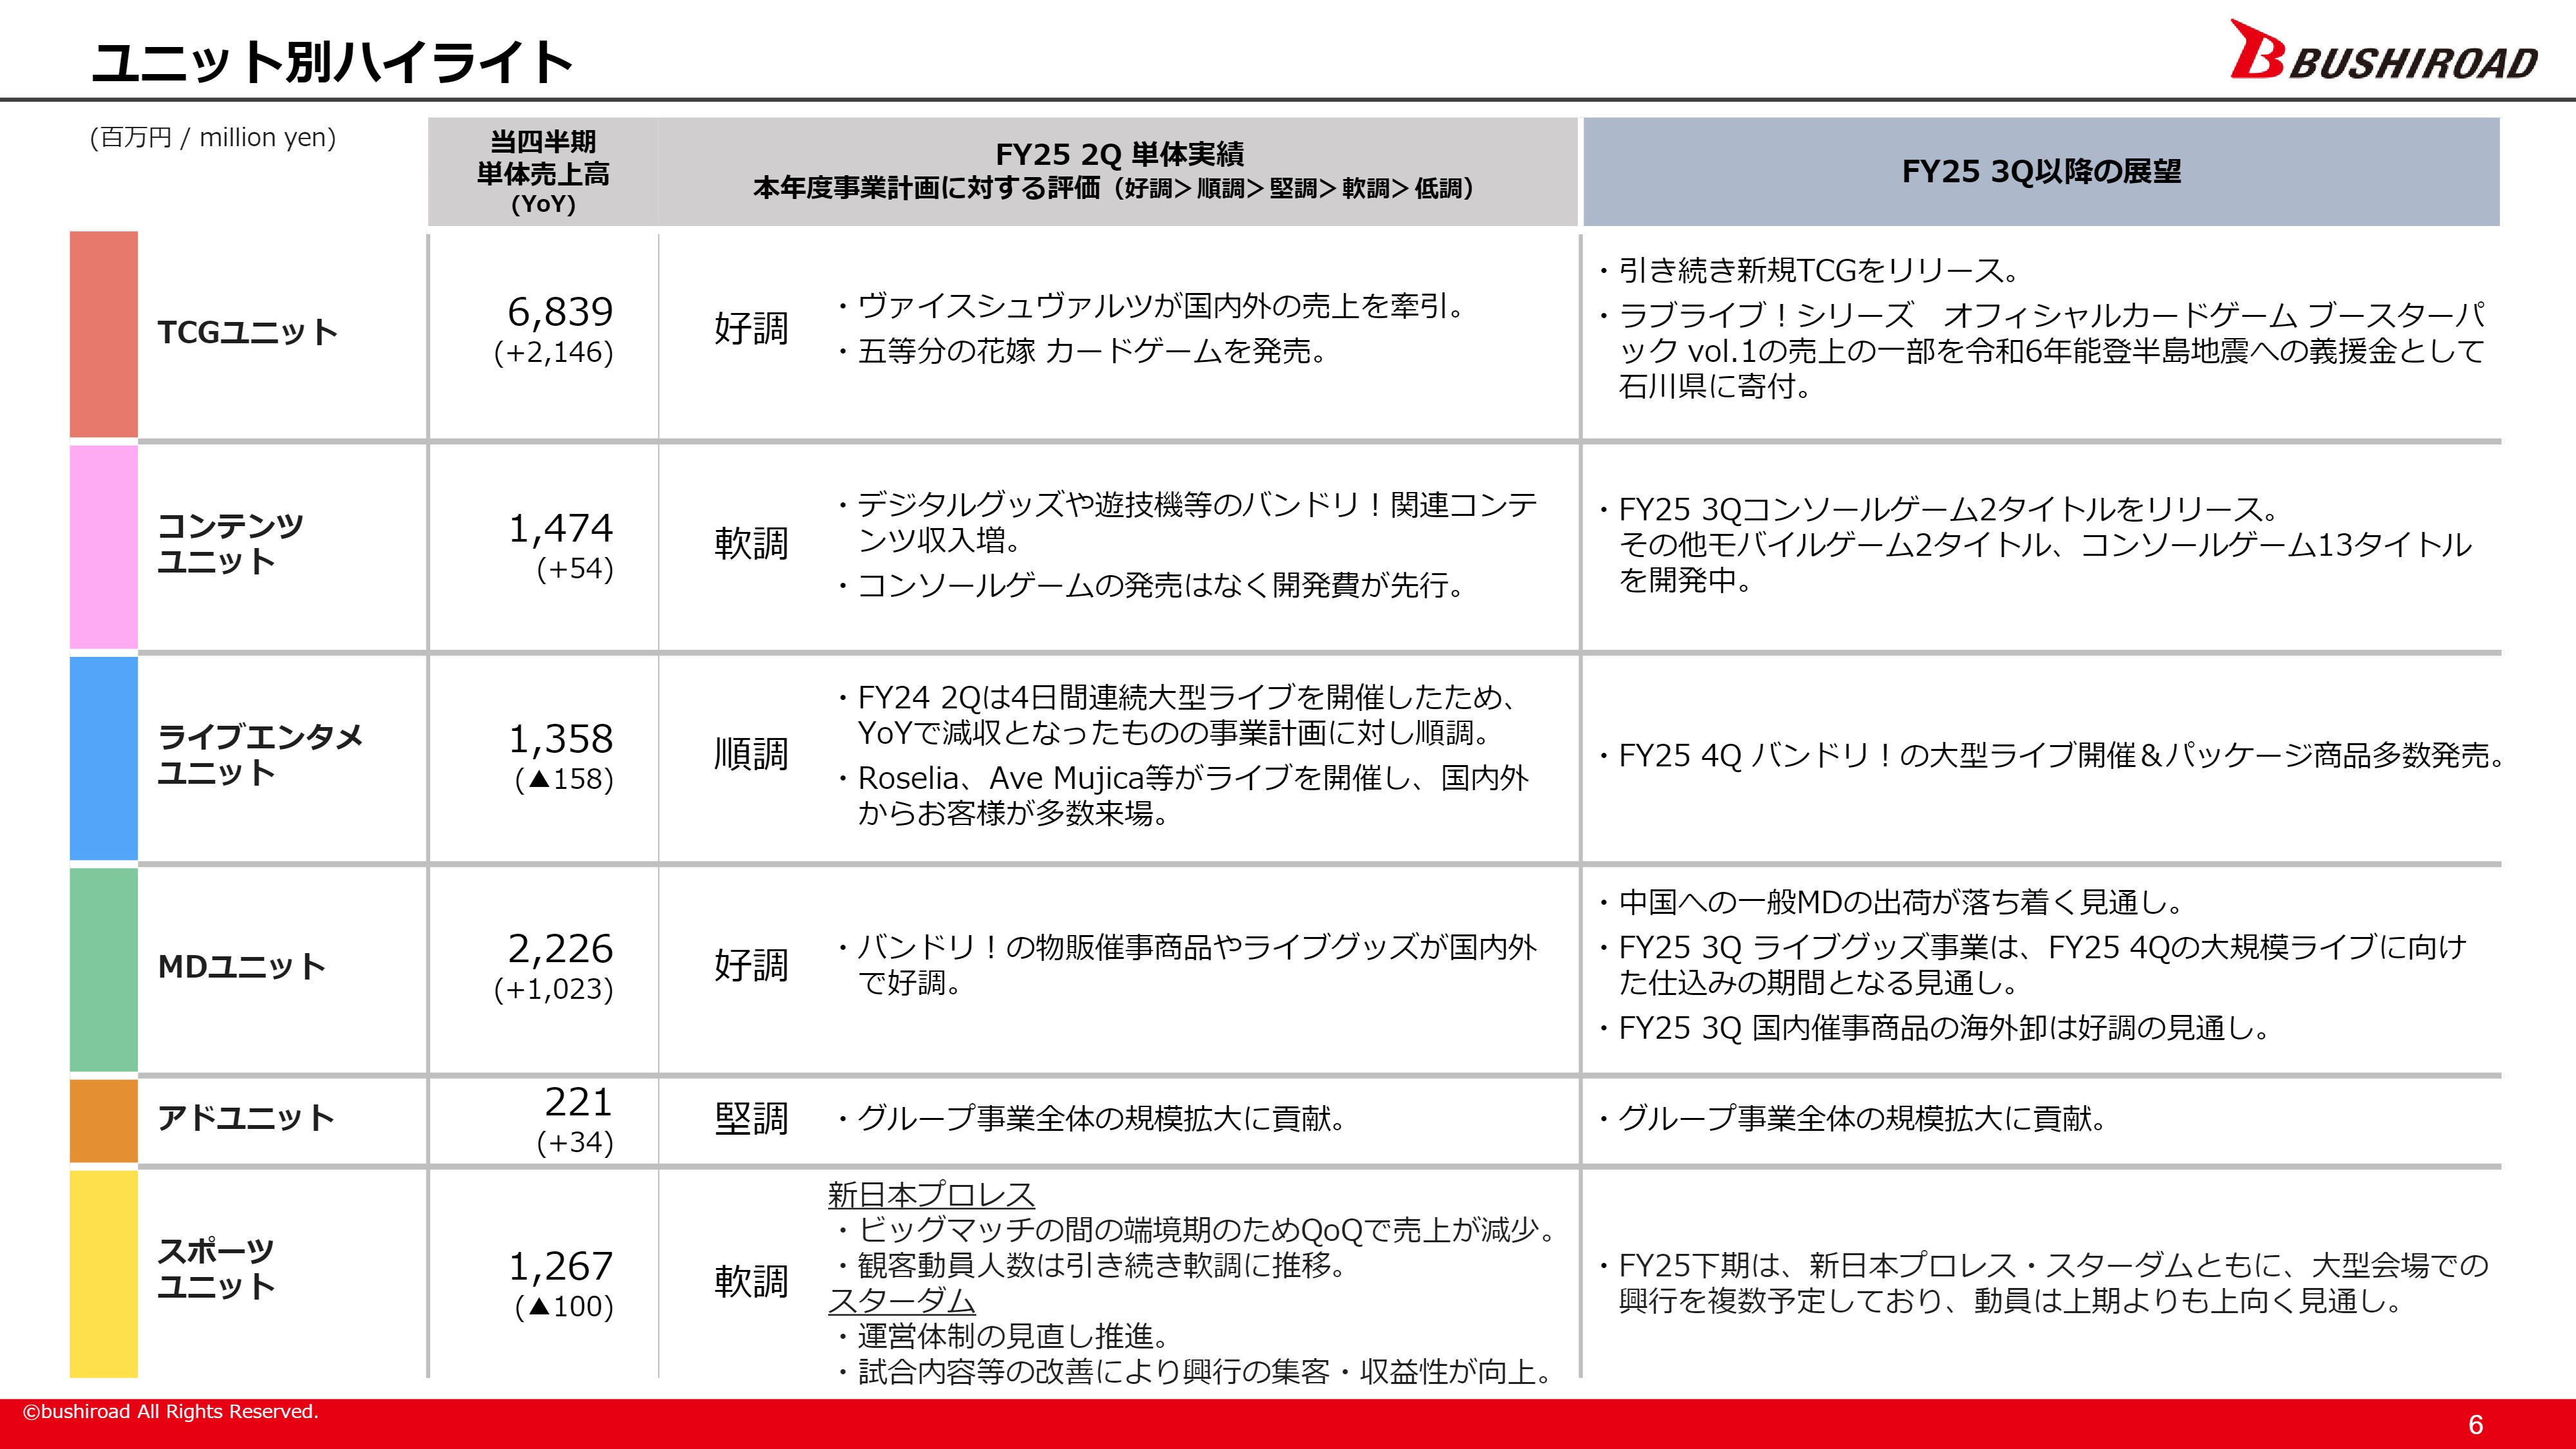 ユニット別ハイライト
BUSHIROAD
(百万円 / million yen)
当四半期
単体売上高
(YoY)
FY25 2Q 単体実績
本年度事業計画に対する評価（好調＞順調＞堅調＞軟調＞低調）
FY25 3Q以降の展望
TCGユニット
6,839
(+2,146)
好調
・ヴァイスシュヴァルツが国内外の売上を牽引。
・五等分の花嫁 カードゲームを発売。
・引き続き新規TCGをリリース。
・ラブライブ！シリーズ　オフィシャルカードゲーム ブースターパ
ック vol.1の売上の一部を令和6年能登半島地震への義援金として
石川県に寄付。
コンテンツ
ユニット
1,474
(+54)
軟調
・デジタルグッズや遊技機等のバンドリ！関連コンテ
ンツ収入増。
・コンソールゲームの発売はなく開発費が先行。
・FY25 3Qコンソールゲーム2タイトルをリリース。
その他モバイルゲーム2タイトル、コンソールゲーム13タイトル
を開発中。
ライブエンタメ
ユニット
1,358
(▲158)
順調
・FY24 2Qは4日間連続大型ライブを開催したため、
YoYで減収となったものの事業計画に対し順調。
・Roselia、Ave Mujica等がライブを開催し、国内外
からお客様が多数来場。
・FY25 4Q バンドリ！の大型ライブ開催＆パッケージ商品多数発売。
MDユニット
2,226
(+1,023)
好調
・バンドリ！の物販催事商品やライブグッズが国内外
で好調。
・中国への一般MDの出荷が落ち着く見通し。
・FY25 3Q ライブグッズ事業は、FY25 4Qの大規模ライブに向け
た仕込みの期間となる見通し。
・FY25 3Q 国内催事商品の海外卸は好調の見通し。
アドユニット
221
(+34)
堅調
・グループ事業全体の規模拡大に貢献。
・グループ事業全体の規模拡大に貢献。
スポーツ
ユニット
1,267
(▲100)
軟調
新日本プロレス
・ビッグマッチの間の端境期のためQoQで売上が減少。
・観客動員人数は引き続き軟調に推移。
スターダム
・運営体制の見直し推進。
・試合内容等の改善により興行の集客・収益性が向上。
・FY25下期は、新日本プロレス・スターダムともに、大型会場での
興行を複数予定しており、動員は上期よりも上向く見通し。
©bushiroad All Rights Reserved.
6